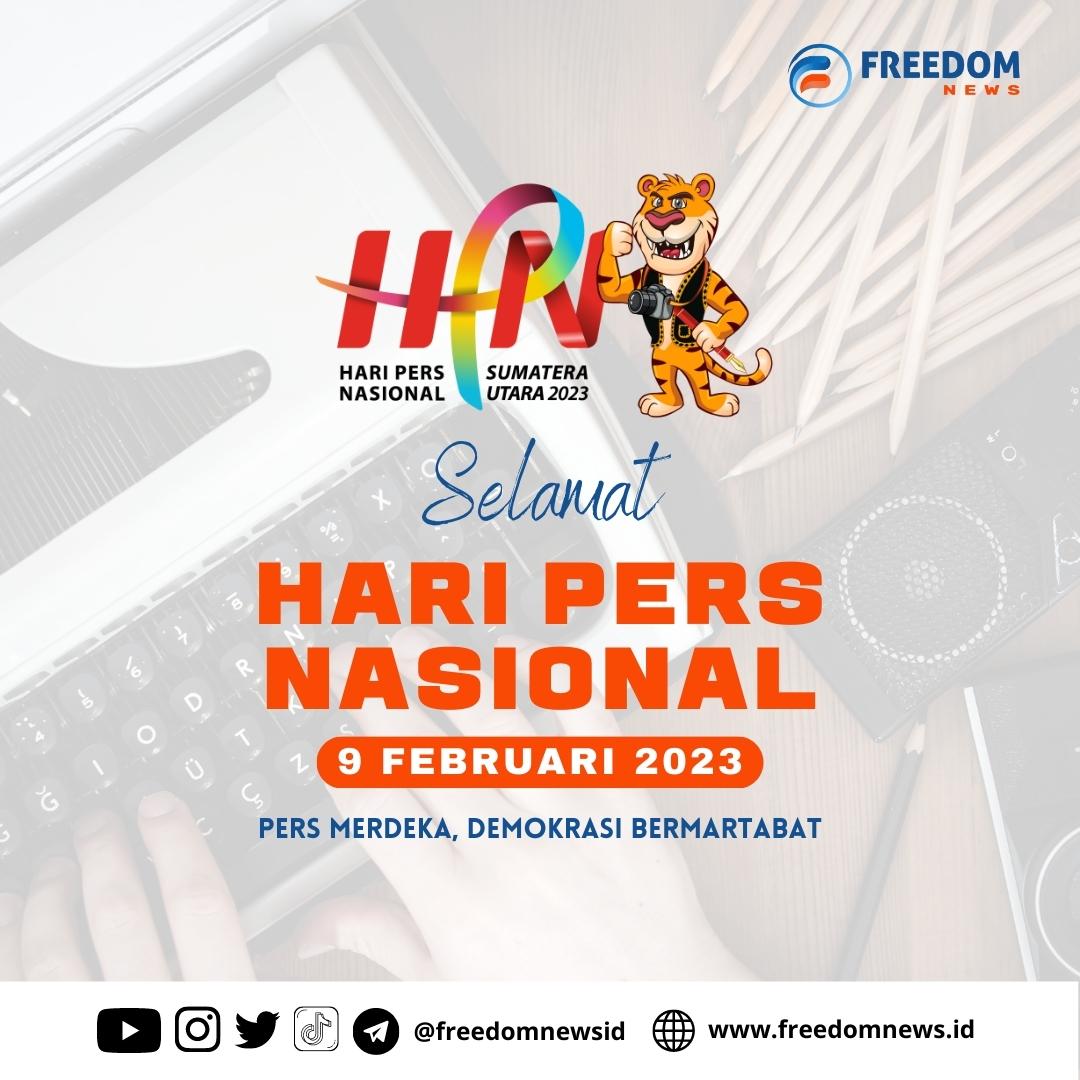 FREEDOM
NEWS
HPN
HARI PERS
NASIONAL
SUMATERA
UTARA 2023
Selamat
HARI PERS
NASIONAL
9 FEBRUARI 2023
PERS MERDEKA, DEMOKRASI BERMARTABAT
@freedomnewsid
www.freedomnews.id